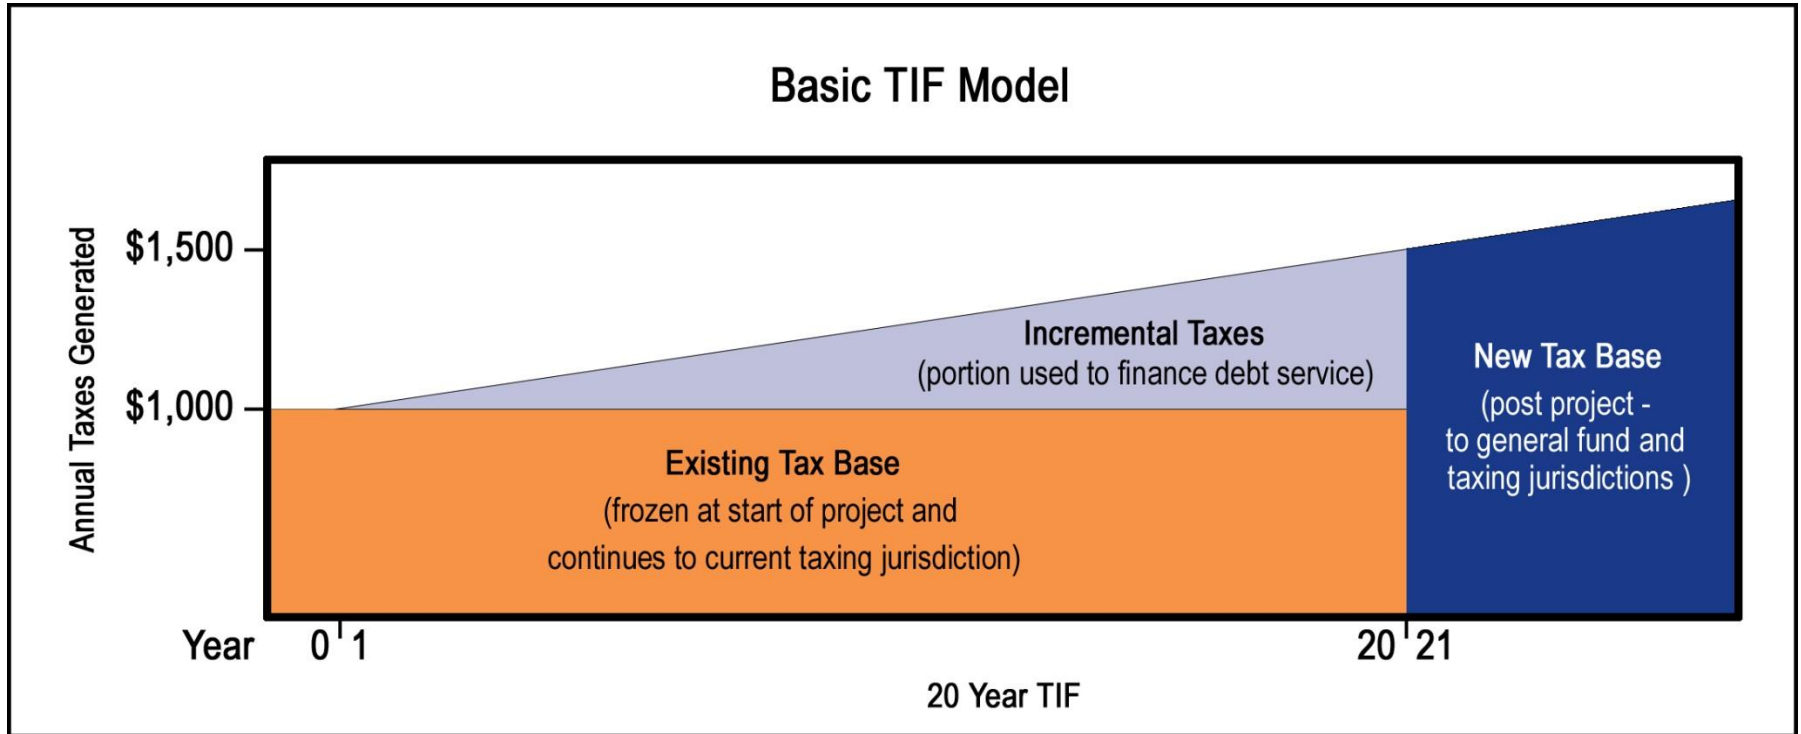 Basic TIF Model
Annual Taxes Generated
$1,500
$1,000
Incremental Taxes
(portion used to finance debt service)
Existing Tax Base
(frozen at start of project and
continues to current taxing jurisdiction)
New Tax Base
(post project -
to general fund and
taxing jurisdictions )
Year 0 1 20 21
20 Year TIF